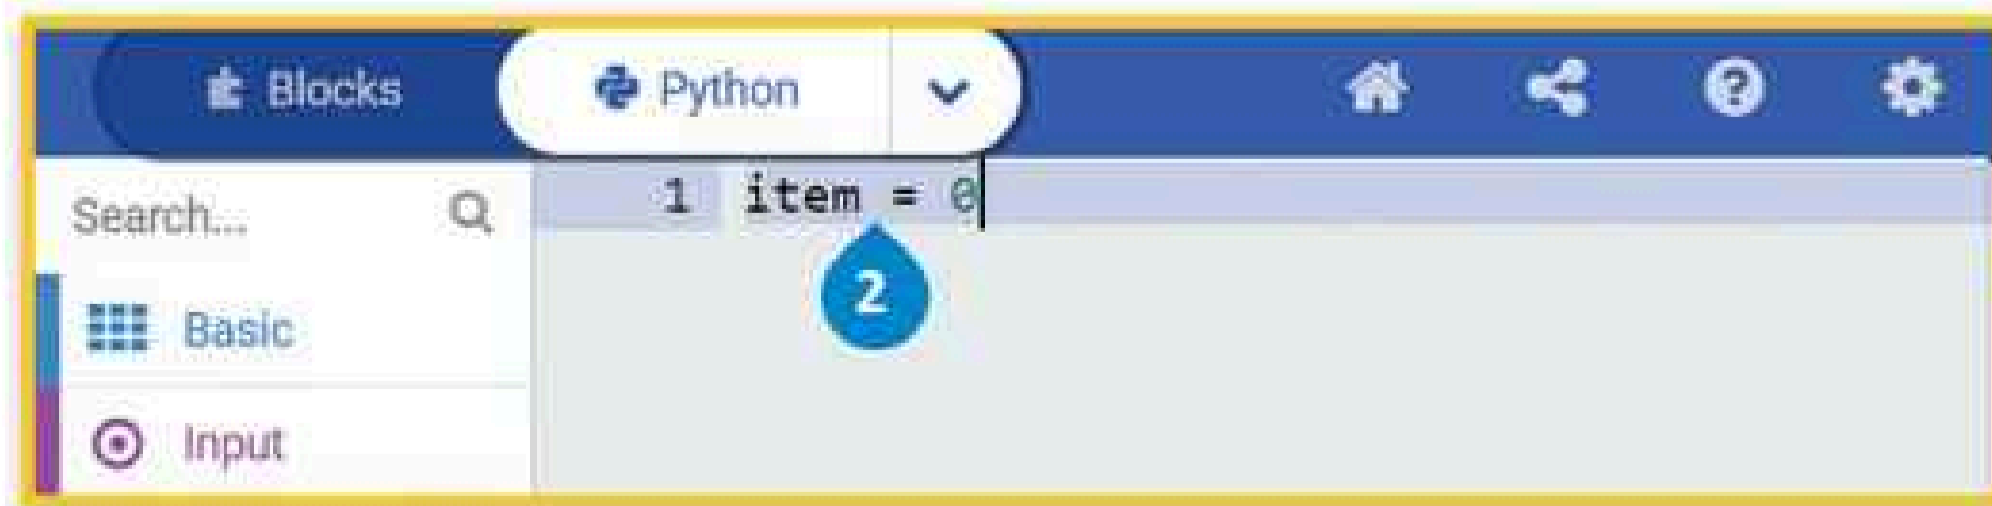 Blocks Python
Search... 1 item = 0
2
Basic
Input